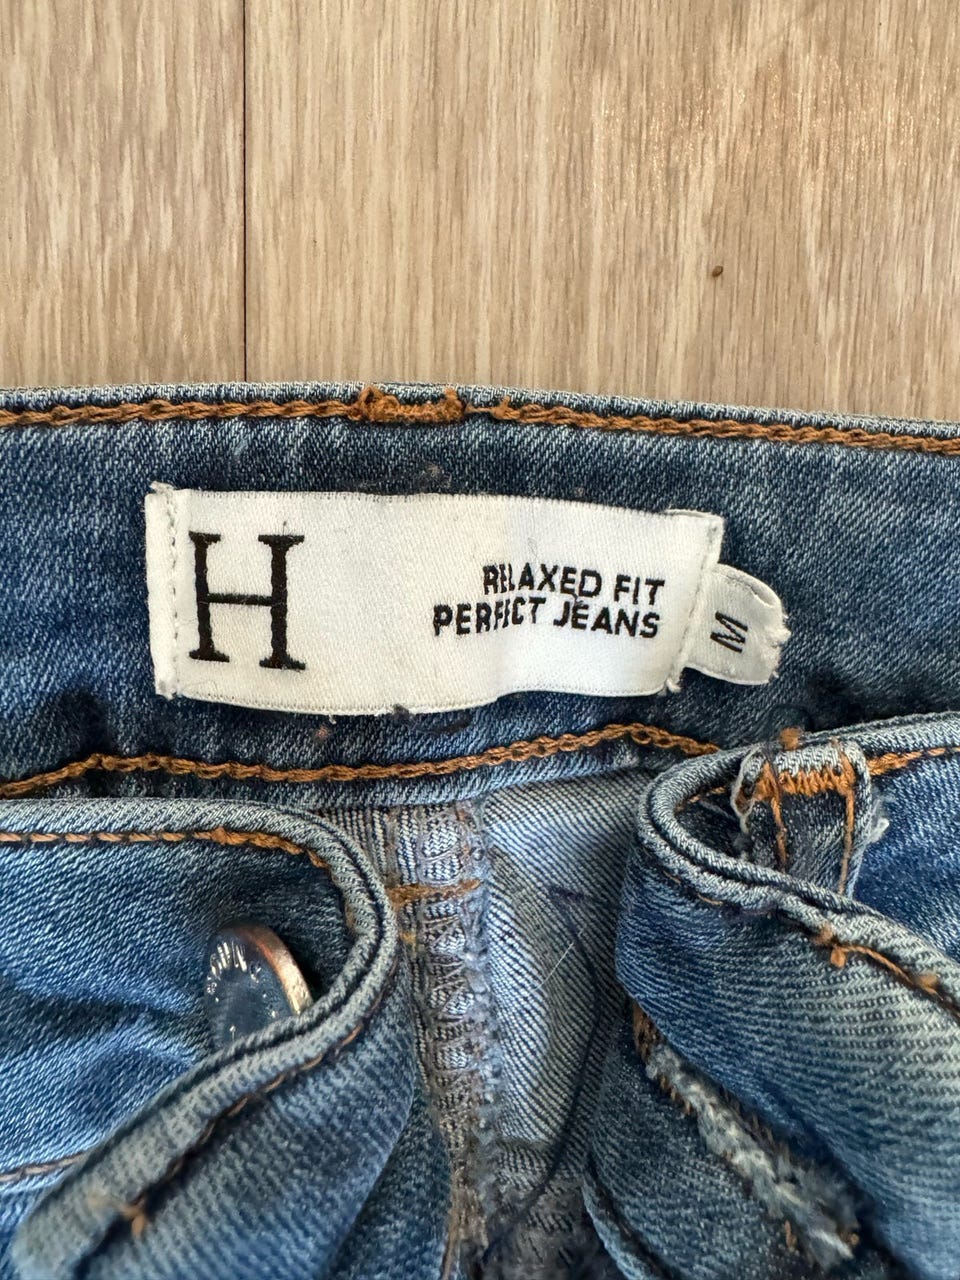 H
RELAXED FIT
PERFECT JEANS
M